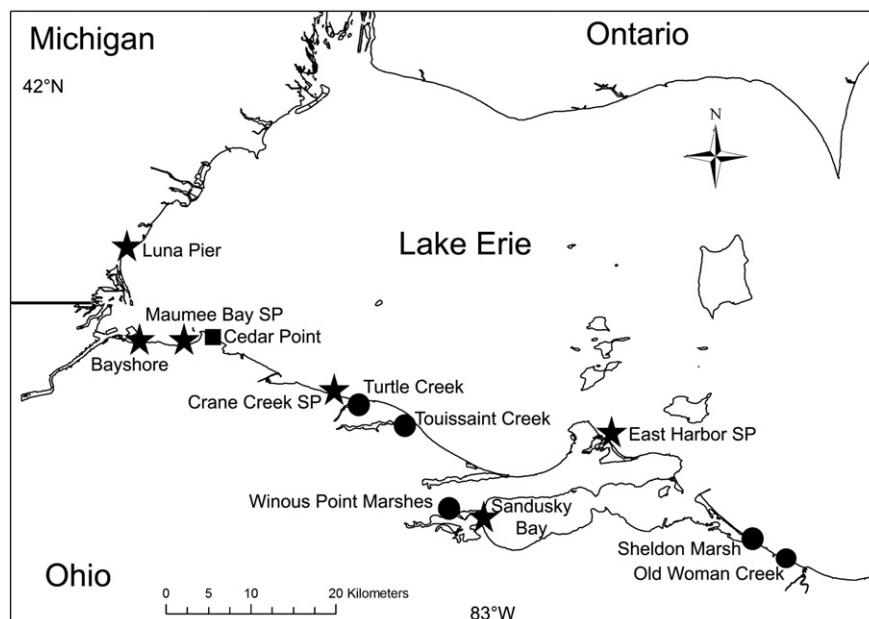 Michigan
Ontario
42°N
N
Luna Pier
Lake Erie
Maumee Bay SP
Cedar Point
Bayshore
Crane Creek SP
Turtle Creek
Touissaint Creek
East Harbor SP
Winous Point Marshes
Sandusky
Bay
Sheldon Marsh
Old Woman Creek
Ohio
0 5 10 20 Kilometers
83°W